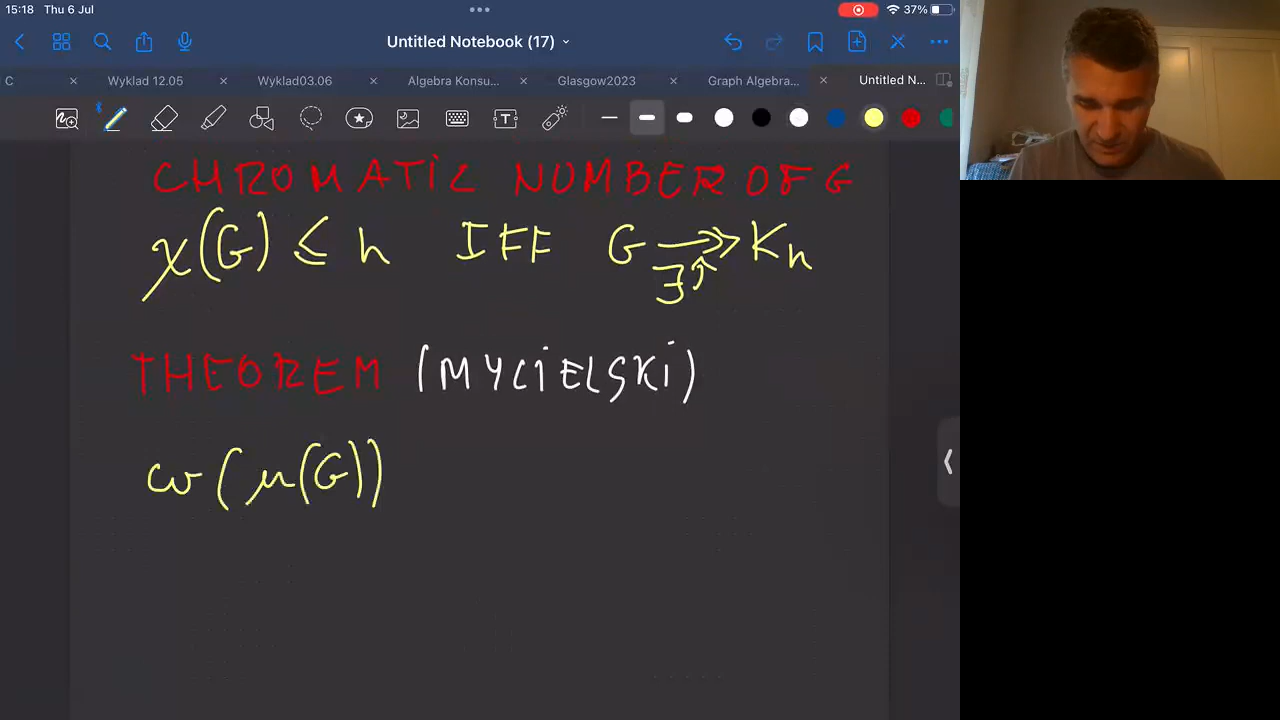 15:18 Thu 6 Jul
37%
Untitled Notebook (17)
C Wyklad 12.05 Wyklad03.06 Algebra Konsu... Glasgow2023 Graph Algebra... Untitled N...
CHROMATIC NUMBER OF G
χ(G) ≤ n IFF G ↠ Kn
∃
THEOREM (MYCIELSKI)
ω(μ(G))